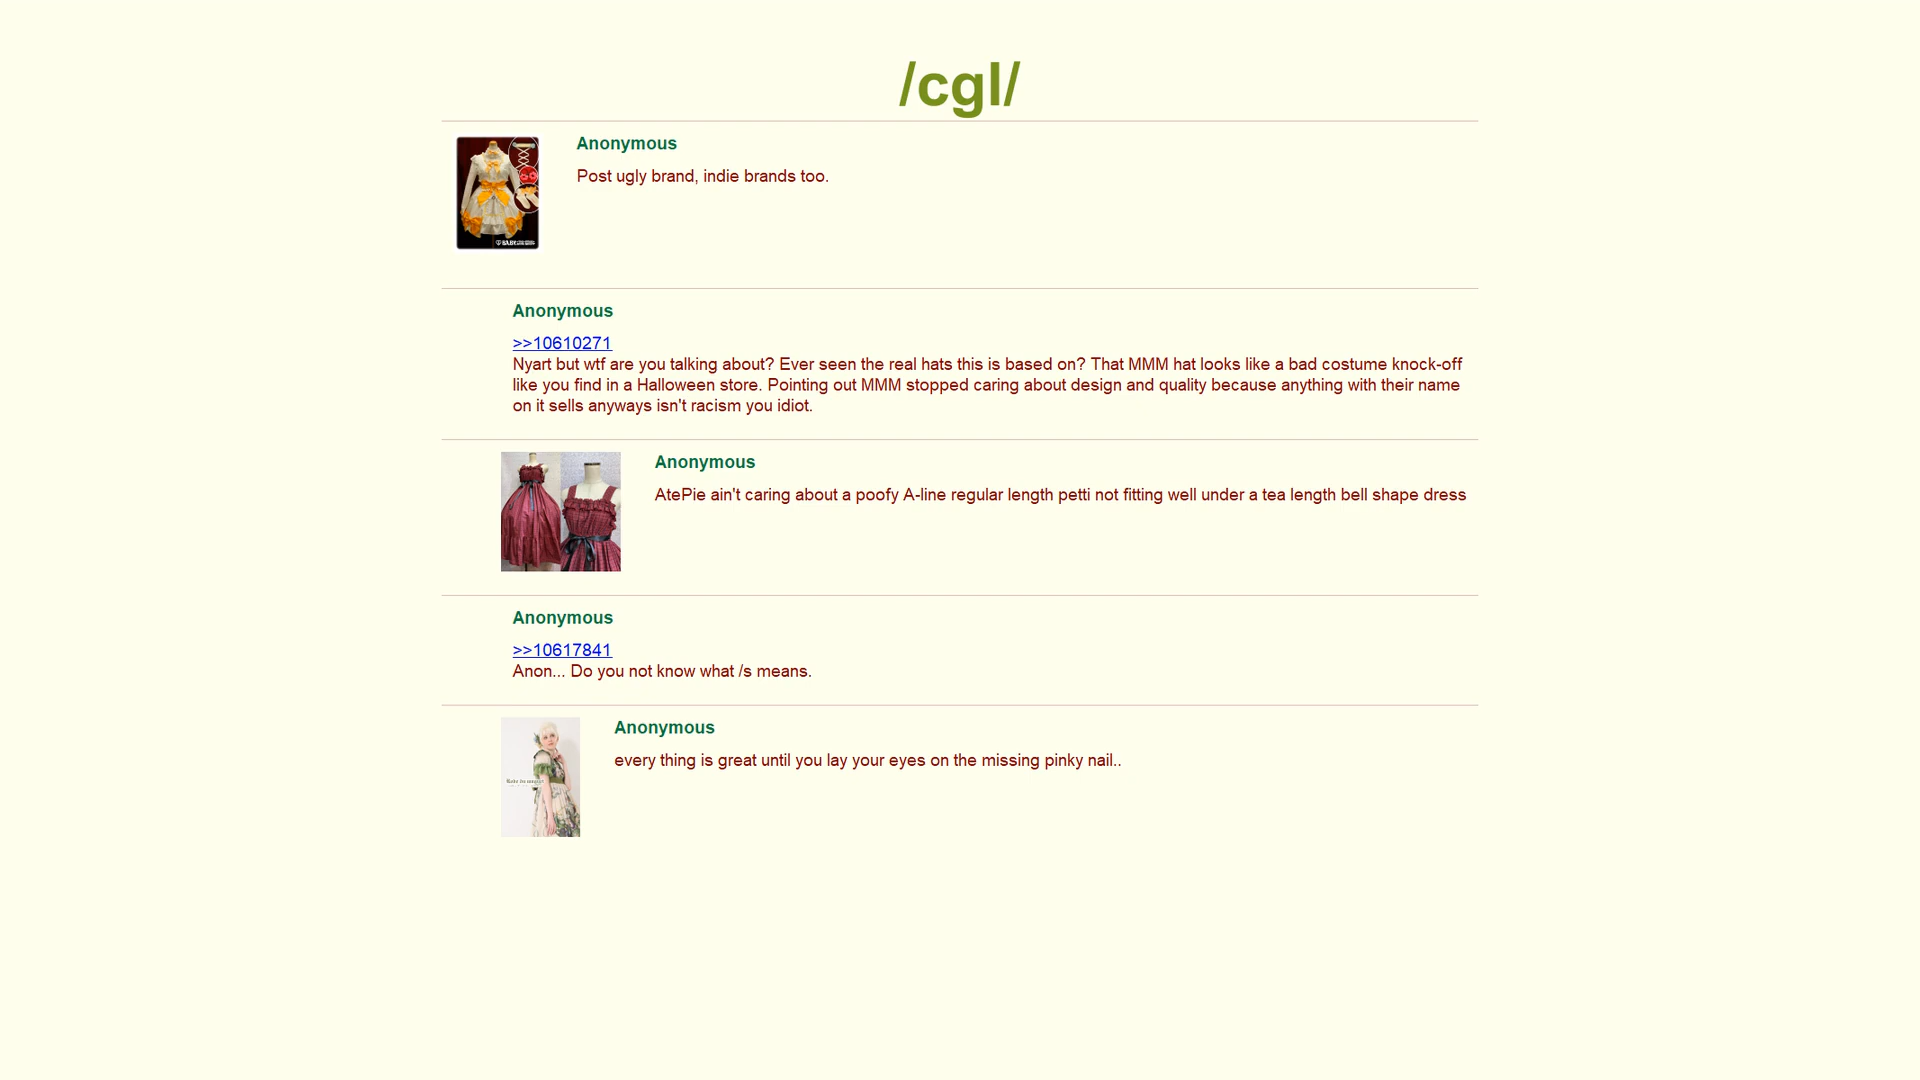 /cgl/
Anonymous
Post ugly brand, indie brands too.
BABY
Anonymous
>>10610271
Nyart but wtf are you talking about? Ever seen the real hats this is based on? That MMM hat looks like a bad costume knock-off
like you find in a Halloween store. Pointing out MMM stopped caring about design and quality because anything with their name
on it sells anyways isn't racism you idiot.
Anonymous
AtePie ain't caring about a poofy A-line regular length petti not fitting well under a tea length bell shape dress
Anonymous
>>10617841
Anon... Do you not know what /s means.
Anonymous
every thing is great until you lay your eyes on the missing pinky nail..